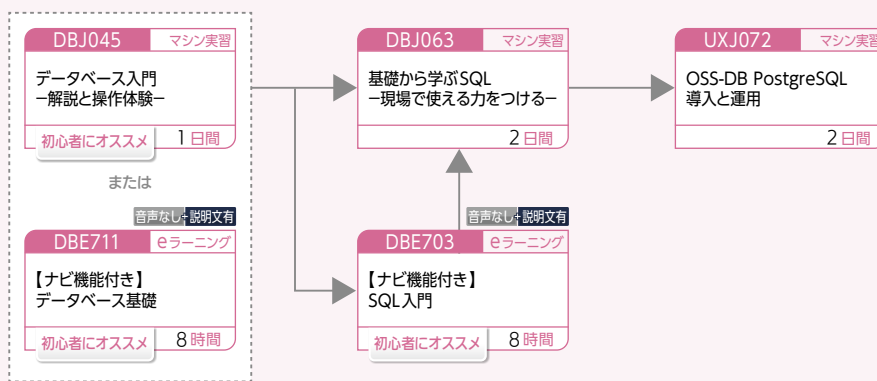 DBJ045 マシン実習
データベース入門
−解説と操作体験−
初心者にオススメ 1日間
または
音声なし+説明文有
DBE711 eラーニング
【ナビ機能付き】
データベース基礎
初心者にオススメ 8時間
DBJ063 マシン実習
基礎から学ぶSQL
−現場で使える力をつける−
2日間
音声なし+説明文有
DBE703 eラーニング
【ナビ機能付き】
SQL入門
初心者にオススメ 8時間
UXJ072 マシン実習
OSS-DB PostgreSQL
導入と運用
2日間